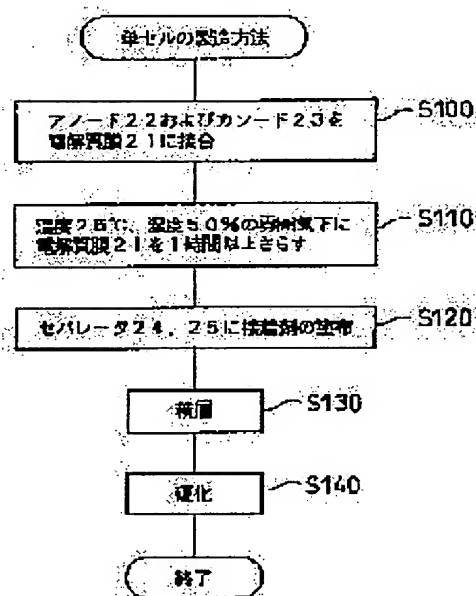 単セルの製造方法
アノード22およびカソード23を
電解質膜21に接合
S100
温度25℃、湿度50%の雰囲気下に
電解質膜21を1時間以上さらす
S110
セパレータ24,25に接着剤の塗布
S120
積層
S130
硬化
S140
終了